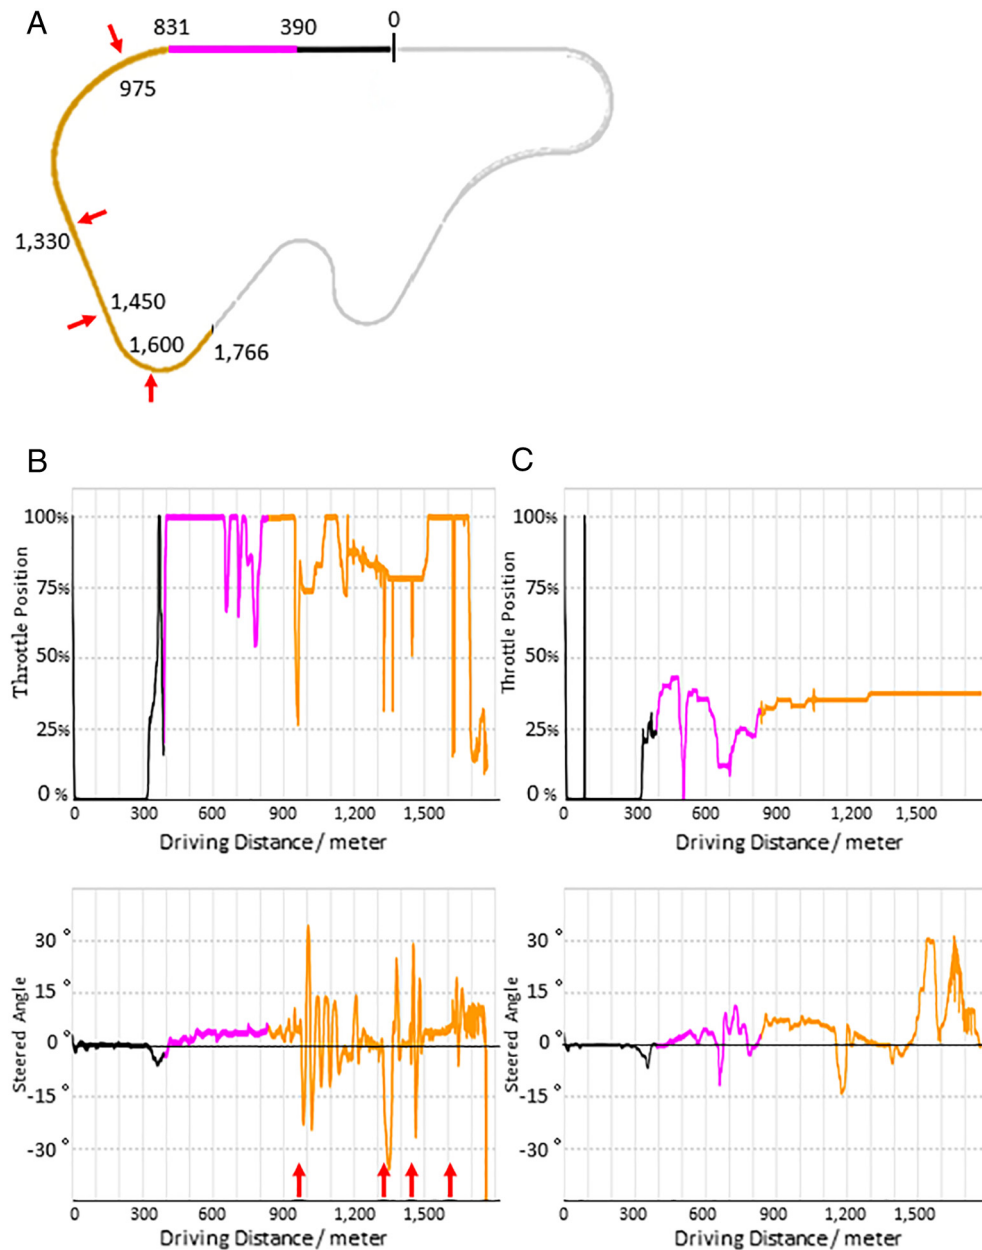 A
831
390
0
975
1,330
1,450
1,600
1,766
B
C
Throttle Position
100%
75%
50%
25%
0 %
0 300 600 900 1,200 1,500
Driving Distance / meter
Throttle Position
100%
75%
50%
25%
0 %
0 300 600 900 1,200 1,500
Driving Distance / meter
Steered Angle
30 °
15 °
0 °
-15 °
-30 °
0 300 600 900 1,200 1,500
Driving Distance / meter
Steered Angle
30 °
15 °
0 °
-15 °
-30 °
0 300 600 900 1,200 1,500
Driving Distance / meter